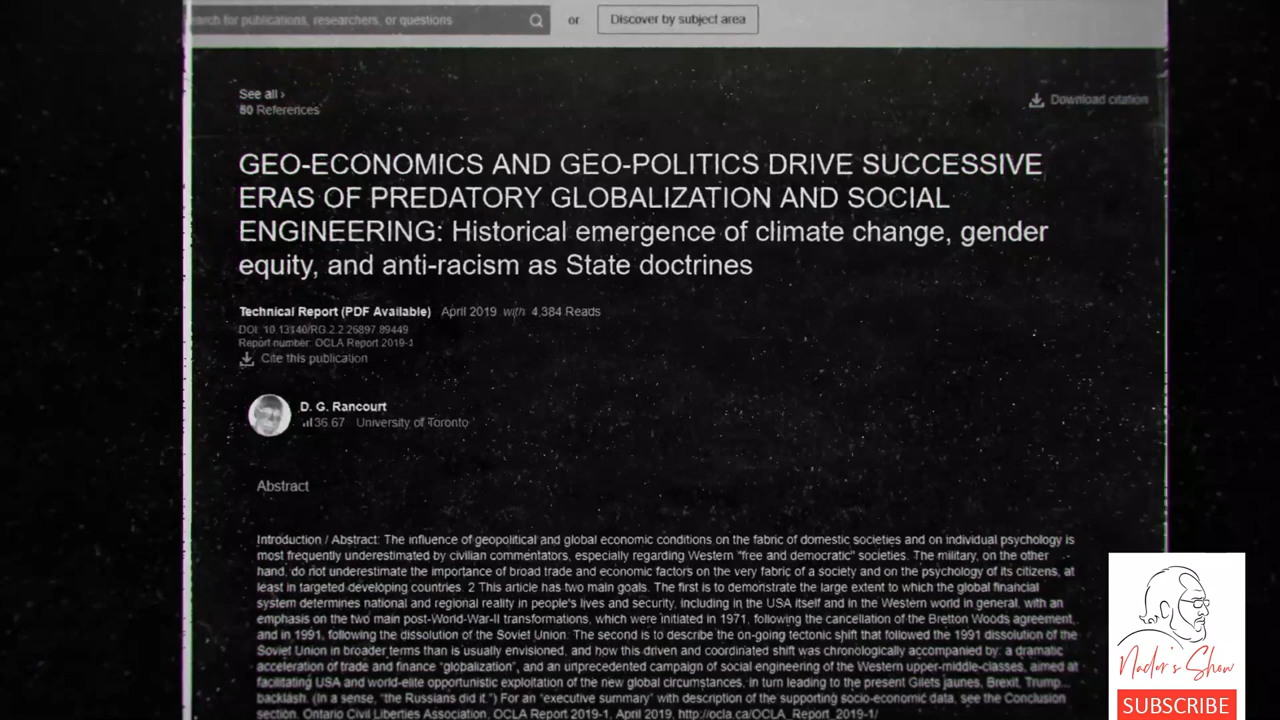 earch for publications, researchers, or questions
or
Discover by subject area
See all ›
50 References
Download citation
GEO-ECONOMICS AND GEO-POLITICS DRIVE SUCCESSIVE
ERAS OF PREDATORY GLOBALIZATION AND SOCIAL
ENGINEERING: Historical emergence of climate change, gender
equity, and anti-racism as State doctrines
Technical Report (PDF Available) April 2019 with 4,384 Reads
DOI: 10.13140/RG.2.2.26897.89449
Report number: OCLA Report 2019-1
Cite this publication
D. G. Rancourt
36.67 University of Toronto
Abstract
Introduction / Abstract: The influence of geopolitical and global economic conditions on the fabric of domestic societies and on individual psychology is
most frequently underestimated by civilian commentators, especially regarding Western "free and democratic" societies. The military, on the other
hand, do not underestimate the importance of broad trade and economic factors on the very fabric of a society and on the psychology of its citizens, at
least in targeted developing countries. 2 This article has two main goals. The first is to demonstrate the large extent to which the global financial
system determines national and regional reality in people's lives and security, including in the USA itself and in the Western world in general, with an
emphasis on the two main post-World-War-II transformations, which were initiated in 1971, following the cancellation of the Bretton Woods agreement,
and in 1991, following the dissolution of the Soviet Union. The second is to describe the on-going tectonic shift that followed the 1991 dissolution of the
Soviet Union in broader terms than is usually envisioned, and how this driven and coordinated shift was chronologically accompanied by: a dramatic
acceleration of trade and finance "globalization", and an unprecedented campaign of social engineering of the Western upper-middle-classes, aimed at
facilitating USA and world-elite opportunistic exploitation of the new global circumstances, in turn leading to the present Gilets jaunes, Brexit, Trump...
backlash. (In a sense, "the Russians did it".) For an "executive summary" with description of the supporting socio-economic data, see the Conclusion
section. Ontario Civil Liberties Association, OCLA Report 2019-1, April 2019, http://ocla.ca/OCLA_Report_2019-1/
Nader's Show
SUBSCRIBE